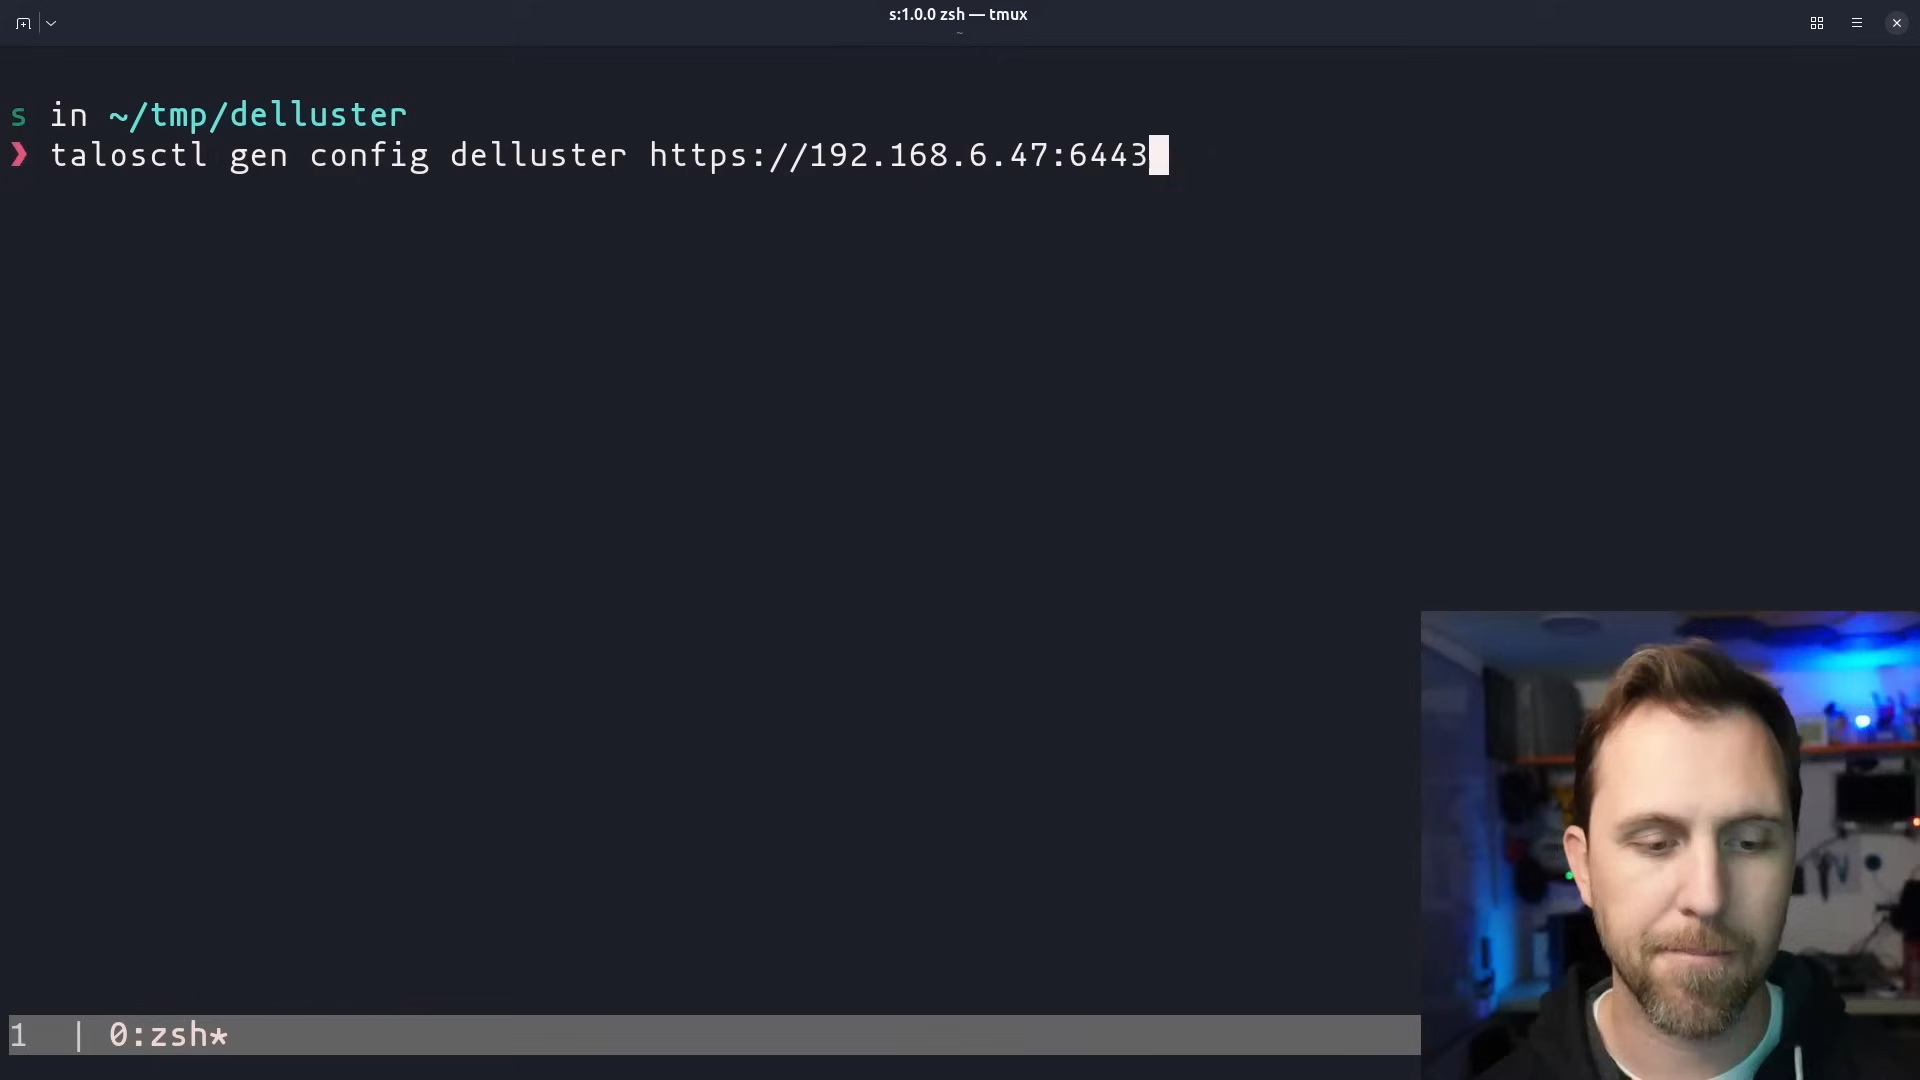 s:1.0.0 zsh — tmux
~
s in ~/tmp/delluster
❯ talosctl gen config delluster https://192.168.6.47:6443
1 | 0:zsh*